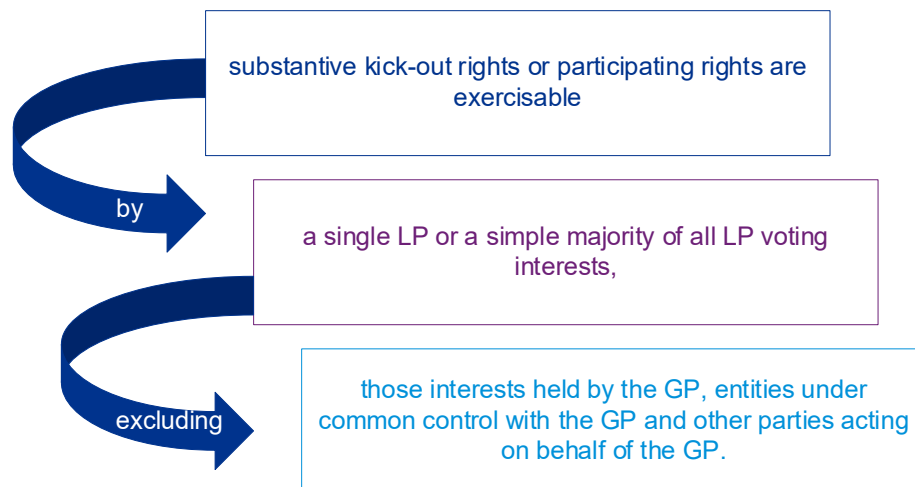 substantive kick-out rights or participating rights are
exercisable
by
a single LP or a simple majority of all LP voting
interests,
excluding
those interests held by the GP, entities under
common control with the GP and other parties acting
on behalf of the GP.